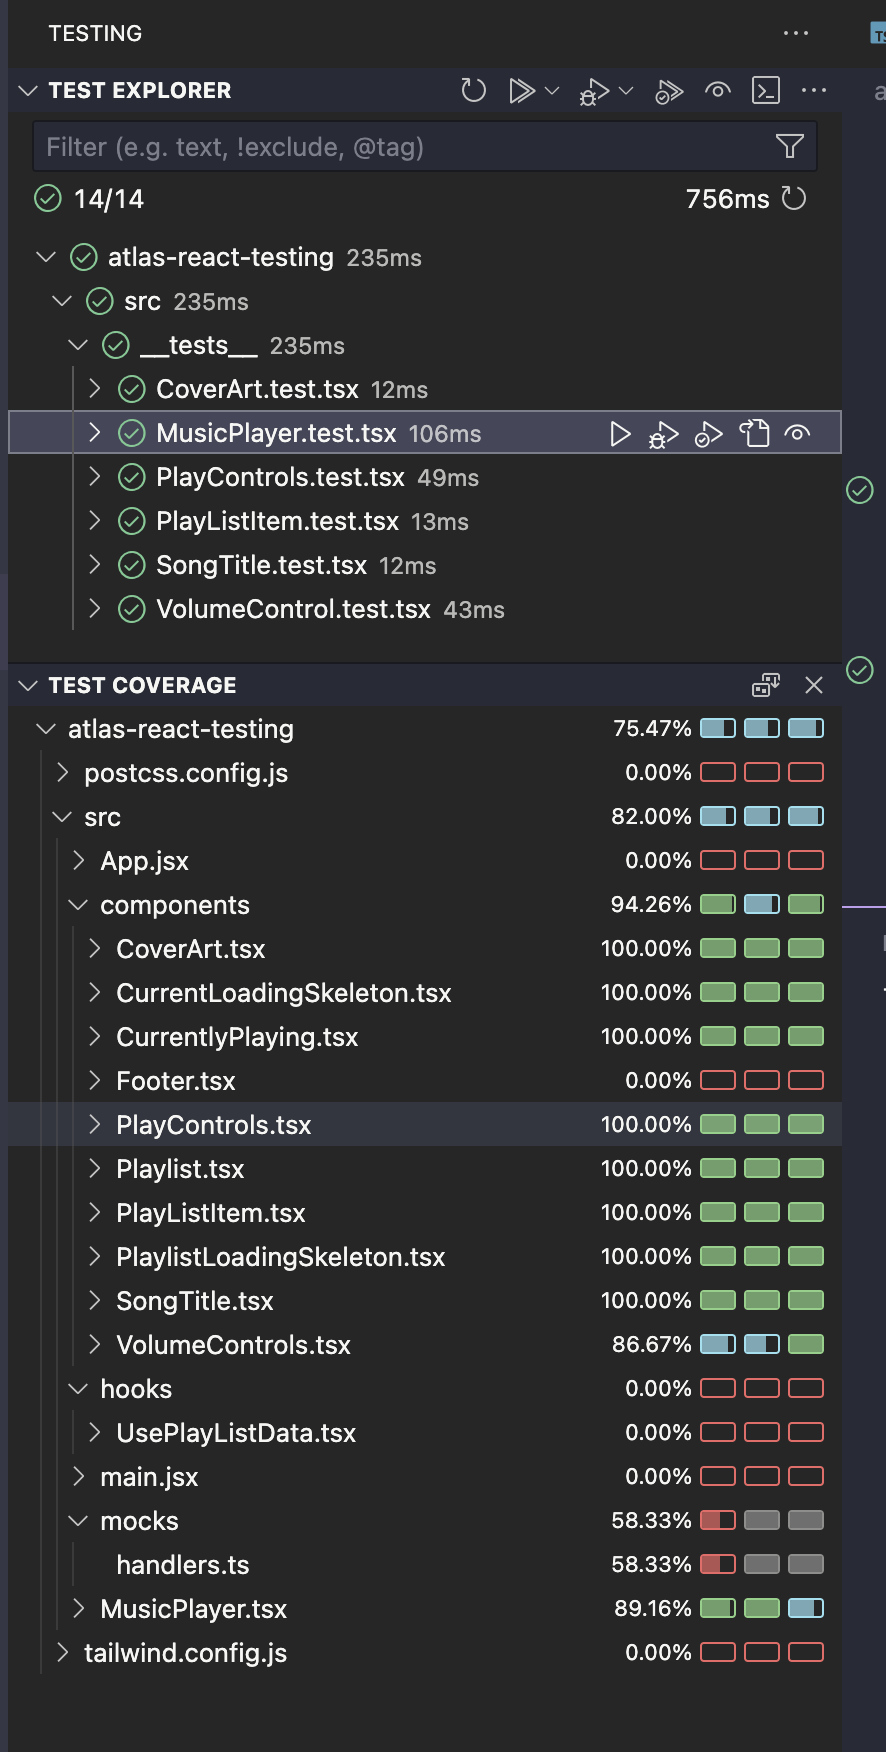 TESTING
TEST EXPLORER
Filter (e.g. text, !exclude, @tag)
14/14 756ms
atlas-react-testing 235ms
src 235ms
__tests__ 235ms
CoverArt.test.tsx 12ms
MusicPlayer.test.tsx 106ms
PlayControls.test.tsx 49ms
PlayListItem.test.tsx 13ms
SongTitle.test.tsx 12ms
VolumeControl.test.tsx 43ms
TEST COVERAGE
atlas-react-testing 75.47%
postcss.config.js 0.00%
src 82.00%
App.jsx 0.00%
components 94.26%
CoverArt.tsx 100.00%
CurrentLoadingSkeleton.tsx 100.00%
CurrentlyPlaying.tsx 100.00%
Footer.tsx 0.00%
PlayControls.tsx 100.00%
Playlist.tsx 100.00%
PlayListItem.tsx 100.00%
PlaylistLoadingSkeleton.tsx 100.00%
SongTitle.tsx 100.00%
VolumeControls.tsx 86.67%
hooks 0.00%
UsePlayListData.tsx 0.00%
main.jsx 0.00%
mocks 58.33%
handlers.ts 58.33%
MusicPlayer.tsx 89.16%
tailwind.config.js 0.00%